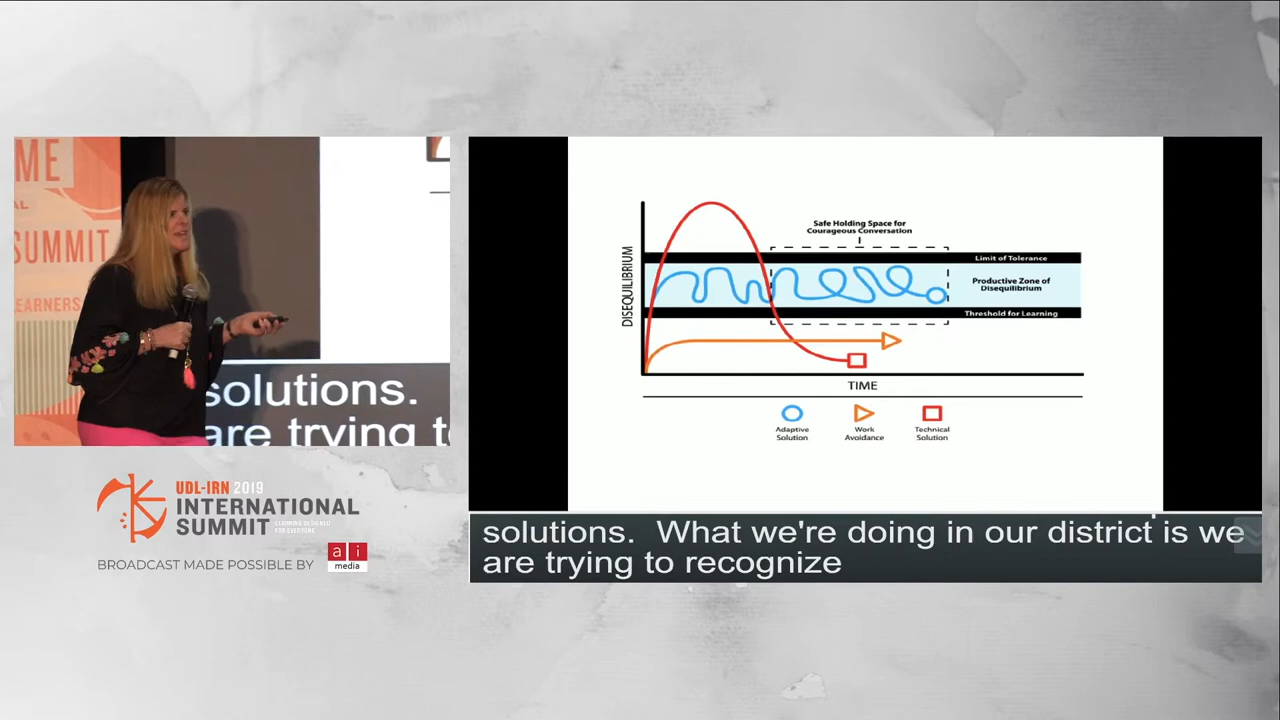 ME
AL
SUMMIT
LEARNERS
solutions.
are trying t
UDL-IRN 2019
INTERNATIONAL
SUMMIT
LEARNING DESIGNED
FOR EVERYONE
BROADCAST MADE POSSIBLE BY
a i
media
Safe Holding Space for
Courageous Conversation
Limit of Tolerance
DISEQUILIBRIUM
Productive Zone of
Disequilibrium
Threshold for Learning
TIME
Adaptive
Solution
Work
Avoidance
Technical
Solution
solutions.  What we're doing in our district is we
are trying to recognize